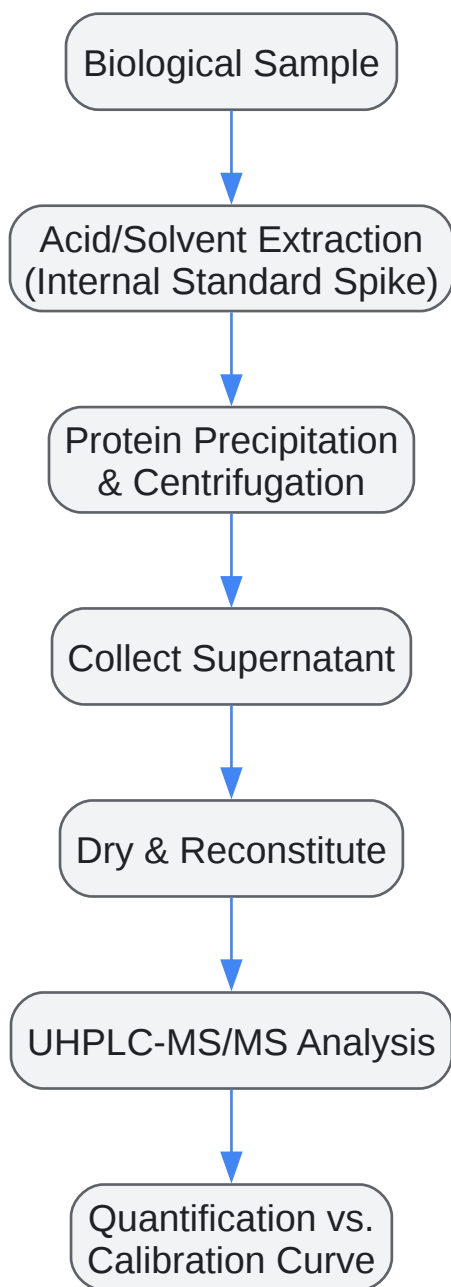 Biological Sample
Acid/Solvent Extraction
(Internal Standard Spike)
Protein Precipitation
& Centrifugation
Collect Supernatant
Dry & Reconstitute
UHPLC-MS/MS Analysis
Quantification vs.
Calibration Curve